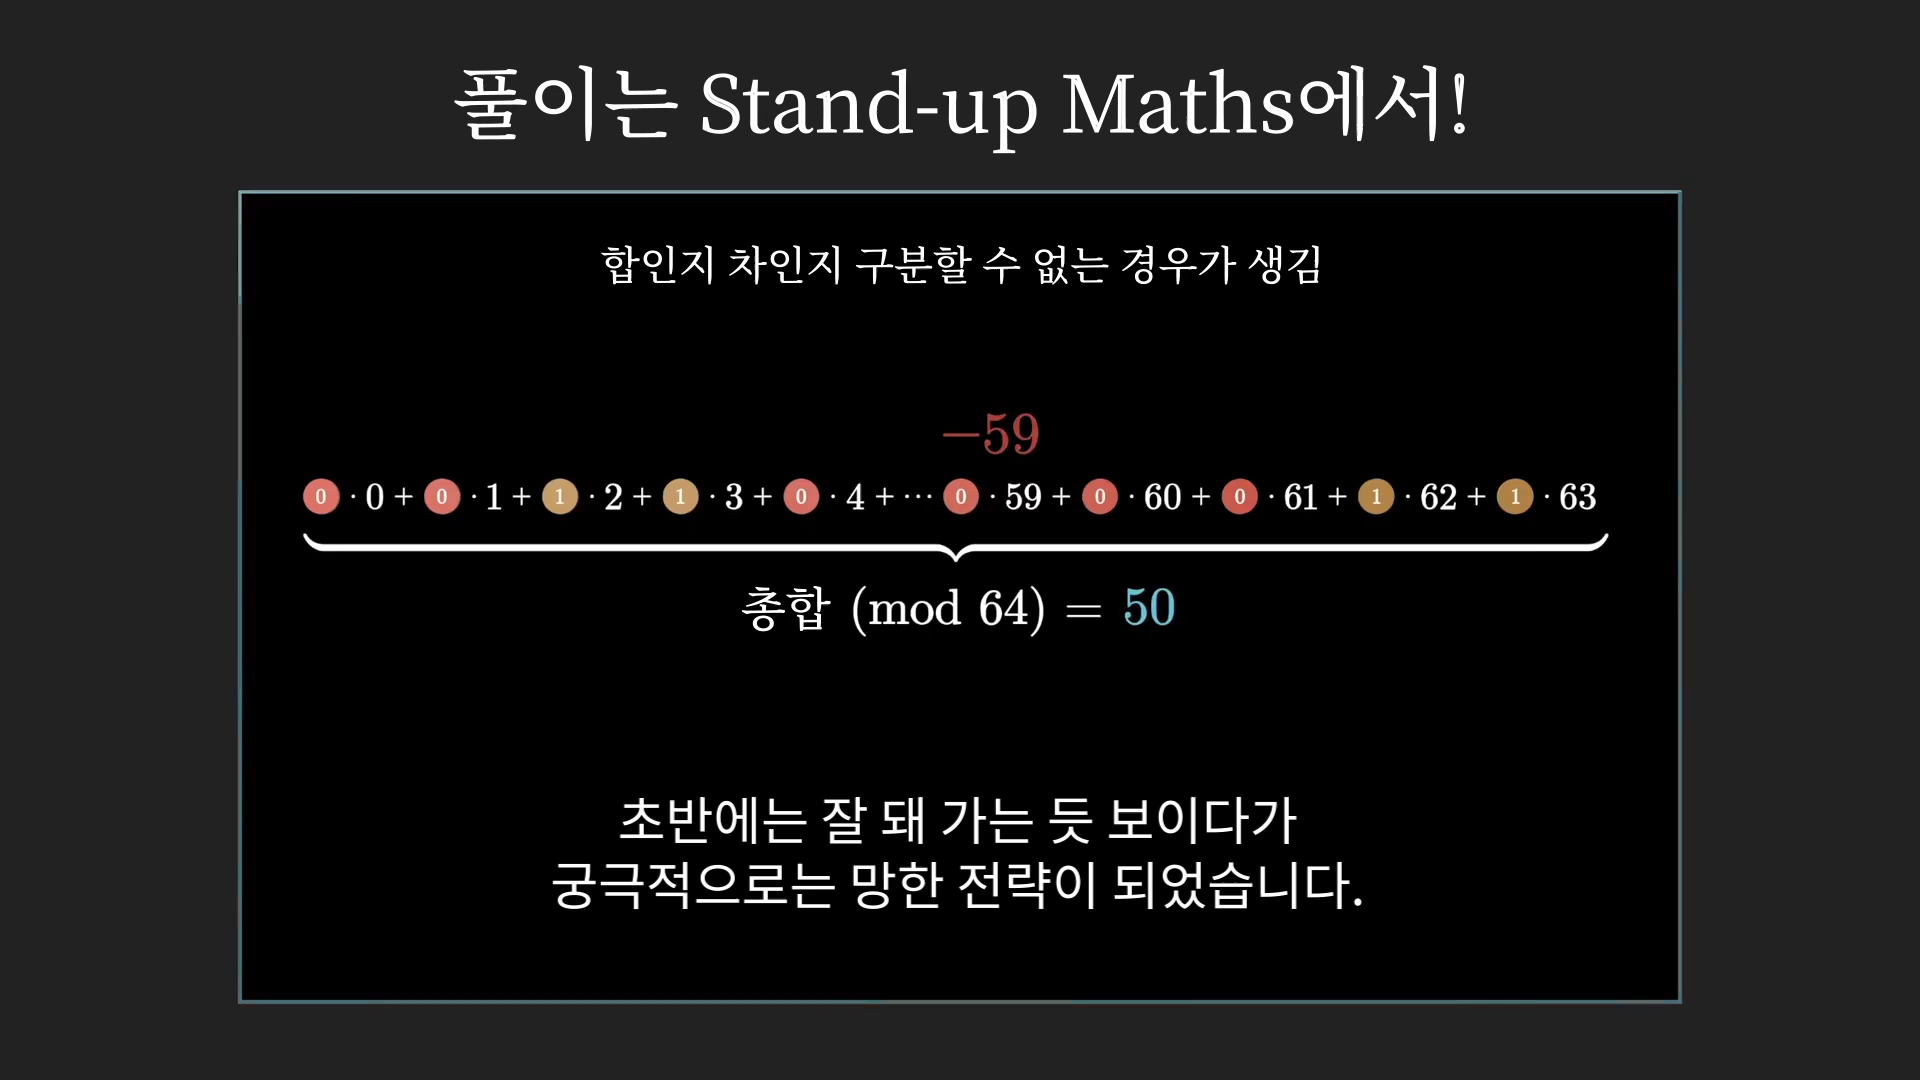 풀이는 Stand-up Maths에서!
합인지 차인지 구분할 수 없는 경우가 생김
−59
0 · 0 + 0 · 1 + 1 · 2 + 1 · 3 + 0 · 4 + ··· 0 · 59 + 0 · 60 + 0 · 61 + 1 · 62 + 1 · 63
총합 (mod 64) = 50
초반에는 잘 돼 가는 듯 보이다가
궁극적으로는 망한 전략이 되었습니다.